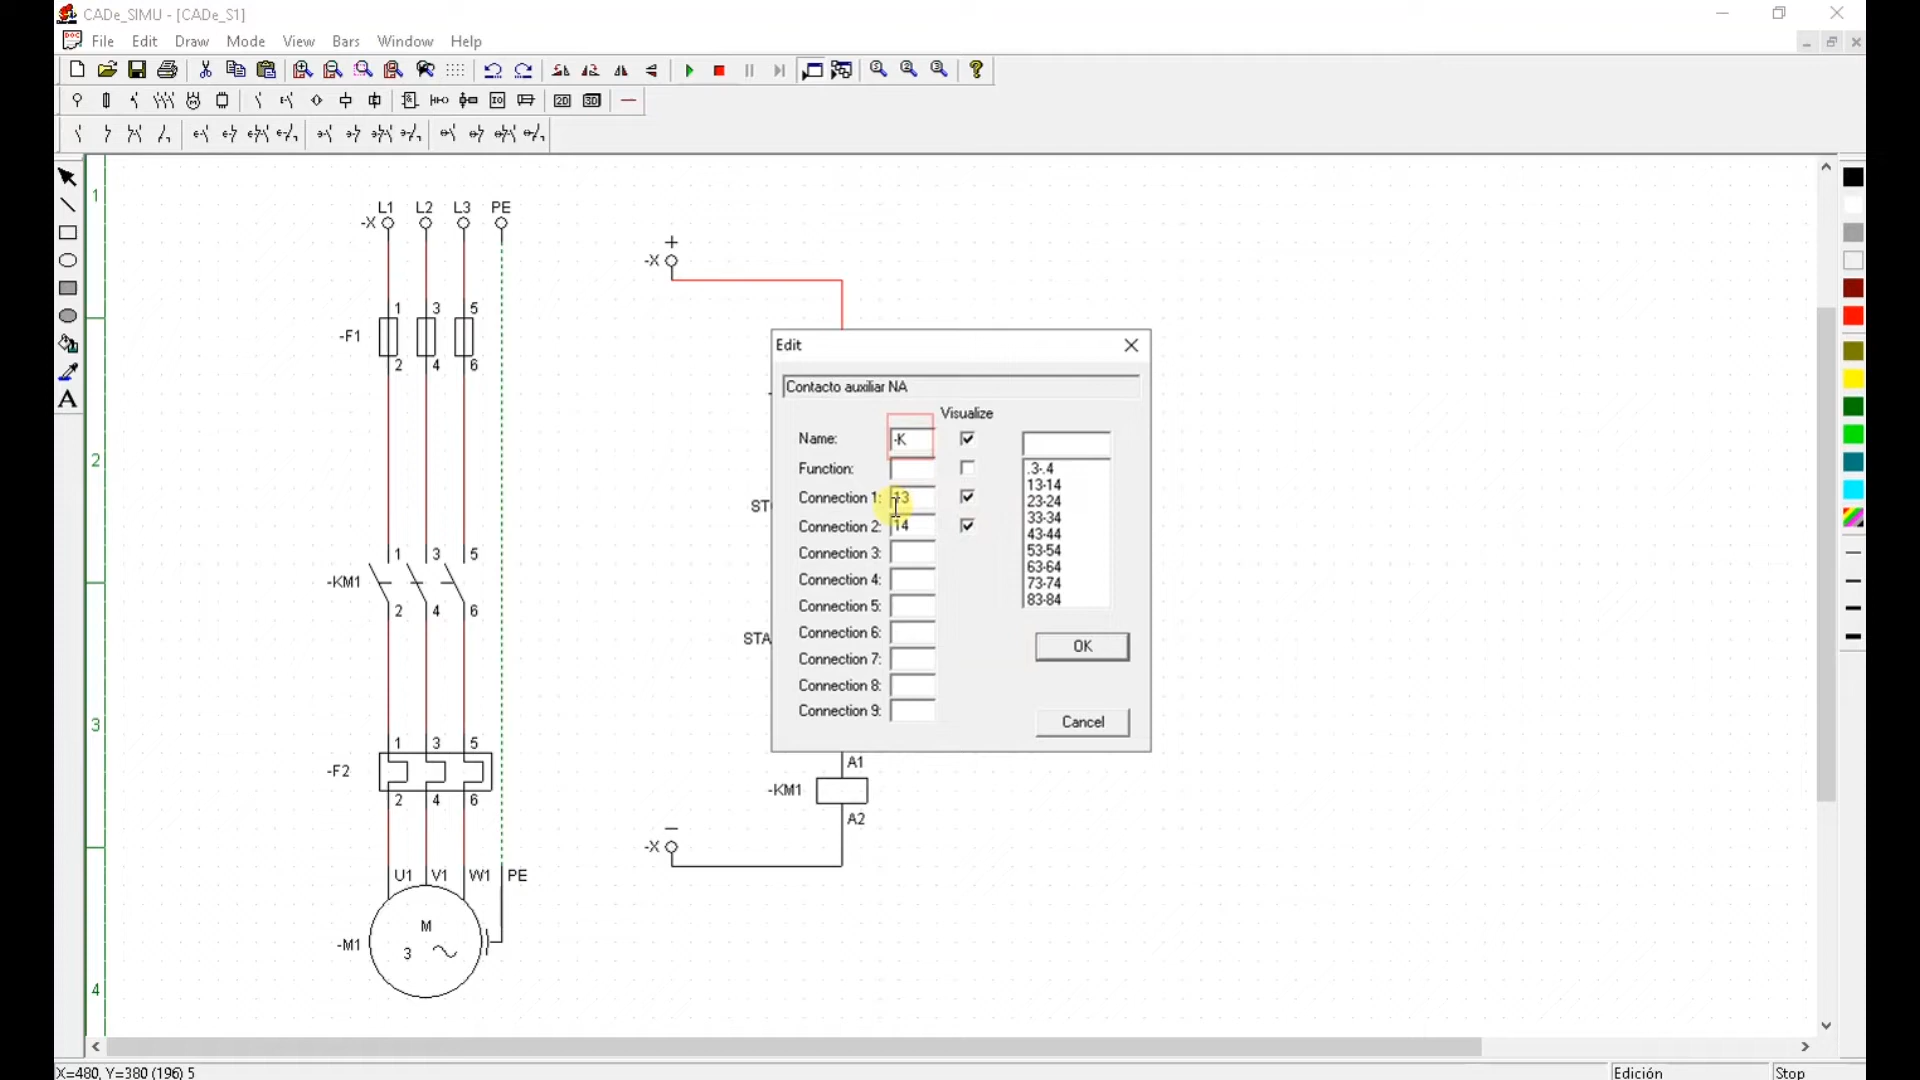 CADe_SIMU - [CADe_S1]
File Edit Draw Mode View Bars Window Help
1
2
3
4
L1 L2 L3 PE
-X
1 3 5
-F1
2 4 6
1 3 5
-KM1
2 4 6
1 3 5
-F2
2 4 6
U1 V1 W1 PE
M
3
-M1
+
-X
STO
STA
A1
-KM1
A2
−
-X
Edit
Contacto auxiliar NA
Visualize
Name: -K
Function:
Connection 1: 13
Connection 2: 14
Connection 3:
Connection 4:
Connection 5:
Connection 6:
Connection 7:
Connection 8:
Connection 9:
.3-.4
13-14
23-24
33-34
43-44
53-54
63-64
73-74
83-84
OK
Cancel
X=480, Y=380 (196) 5
Edición
Stop